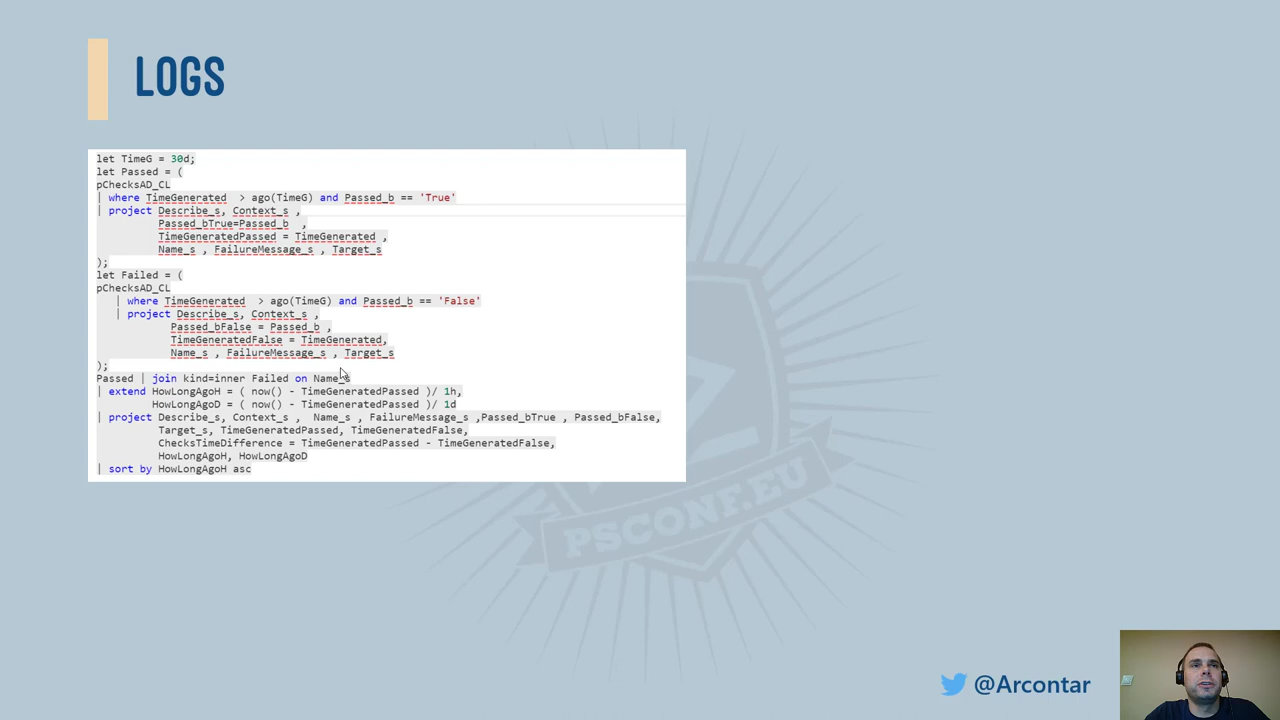 LOGS
let TimeG = 30d;
let Passed = (
pChecksAD_CL
| where TimeGenerated  > ago(TimeG) and Passed_b == 'True'
| project Describe_s, Context_s ,
Passed_bTrue=Passed_b  ,
TimeGeneratedPassed = TimeGenerated ,
Name_s , FailureMessage_s , Target_s
);
let Failed = (
pChecksAD_CL
| where TimeGenerated  > ago(TimeG) and Passed_b == 'False'
| project Describe_s, Context_s ,
Passed_bFalse = Passed_b ,
TimeGeneratedFalse = TimeGenerated,
Name_s , FailureMessage_s , Target_s
);
Passed | join kind=inner Failed on Name_s
| extend HowLongAgoH = ( now() - TimeGeneratedPassed )/ 1h,
HowLongAgoD = ( now() - TimeGeneratedPassed )/ 1d
| project Describe_s, Context_s ,  Name_s , FailureMessage_s ,Passed_bTrue , Passed_bFalse,
Target_s, TimeGeneratedPassed, TimeGeneratedFalse,
ChecksTimeDifference = TimeGeneratedPassed - TimeGeneratedFalse,
HowLongAgoH, HowLongAgoD
| sort by HowLongAgoH asc
PSCONF.EU
@Arcontar